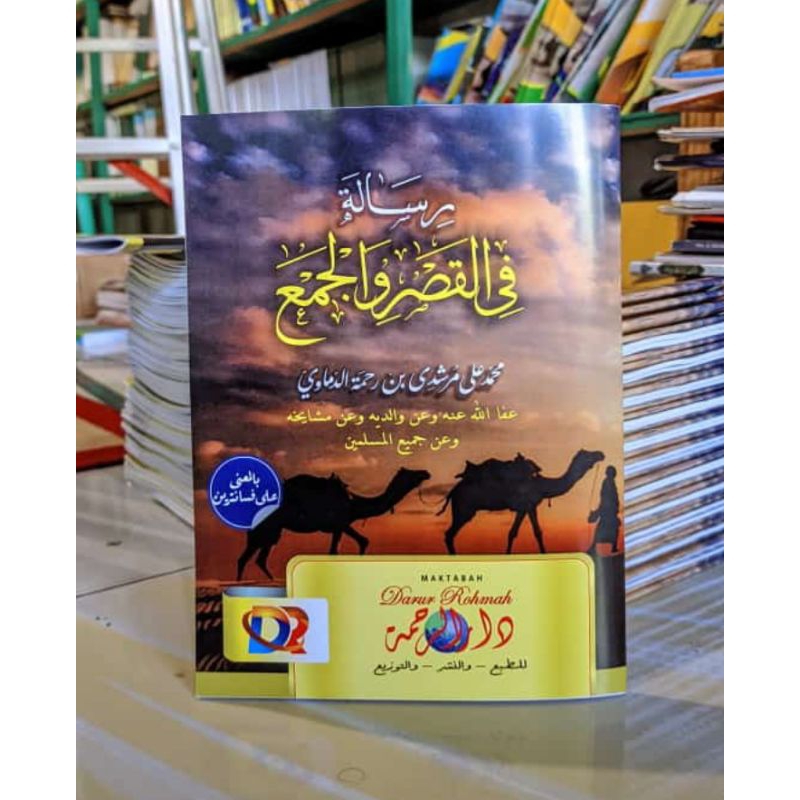 رسالة
في القصر والجمع
محمد علي مرشدي بن رحمة الدماوي
عفا الله عنه وعن والديه وعن مشايخه
وعن جميع المسلمين
بالمعنى
على فسانترين
MAKTABAH
Darur Rohmah
دار الرحمة
للطبع – والنشر – والتوزيع
DR